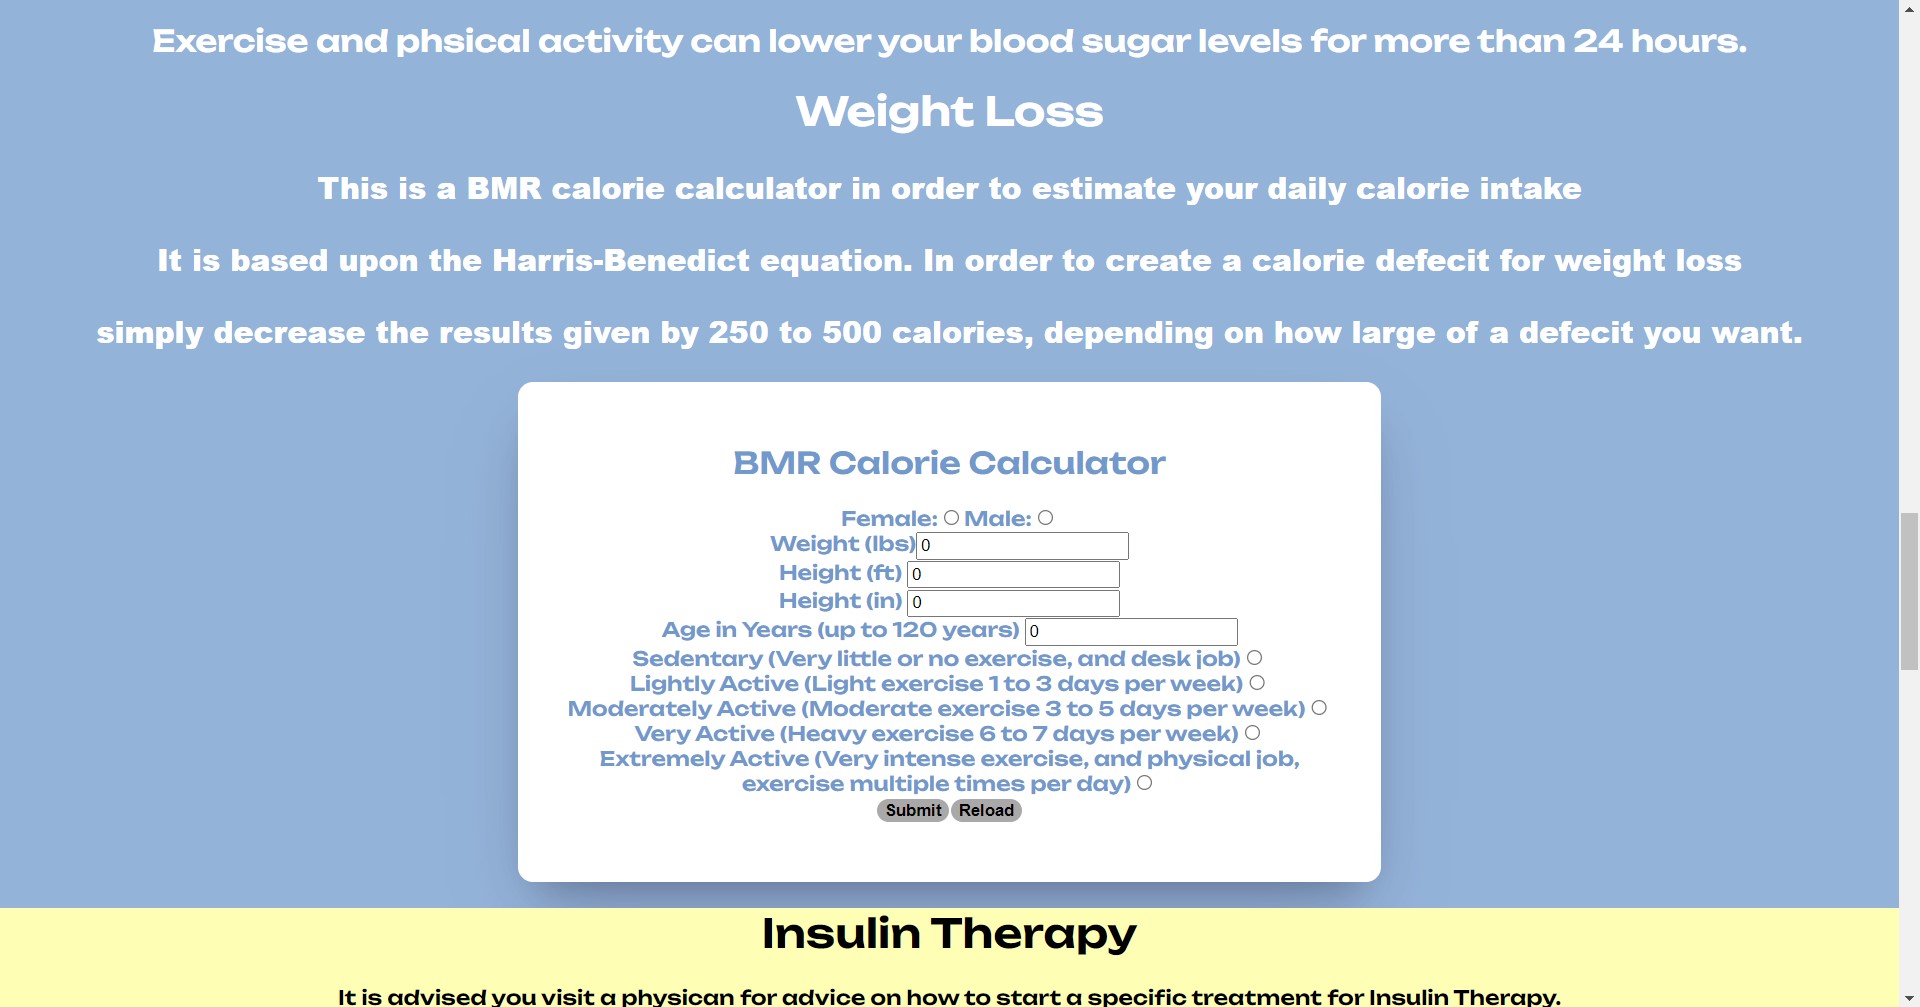 Exercise and phsical activity can lower your blood sugar levels for more than 24 hours.
Weight Loss
This is a BMR calorie calculator in order to estimate your daily calorie intake
It is based upon the Harris-Benedict equation. In order to create a calorie defecit for weight loss
simply decrease the results given by 250 to 500 calories, depending on how large of a defecit you want.
BMR Calorie Calculator
Female: Male:
Weight (lbs) 0
Height (ft) 0
Height (in) 0
Age in Years (up to 120 years) 0
Sedentary (Very little or no exercise, and desk job)
Lightly Active (Light exercise 1 to 3 days per week)
Moderately Active (Moderate exercise 3 to 5 days per week)
Very Active (Heavy exercise 6 to 7 days per week)
Extremely Active (Very intense exercise, and physical job,
exercise multiple times per day)
Submit Reload
Insulin Therapy
It is advised you visit a physican for advice on how to start a specific treatment for Insulin Therapy.